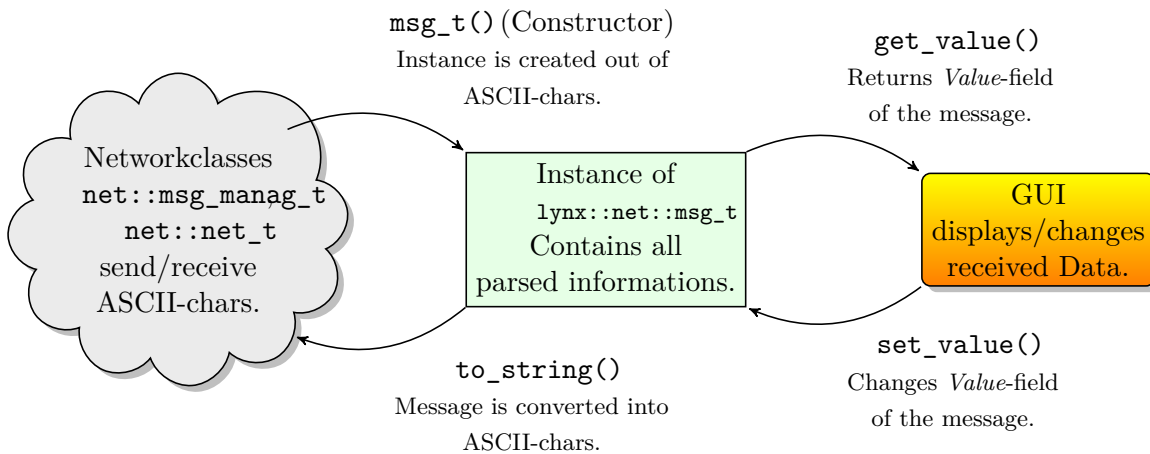 msg_t() (Constructor)
Instance is created out of
ASCII-chars.
get_value()
Returns Value-field
of the message.
Networkclasses
net::msg_manag_t,
net::net_t
send/receive
ASCII-chars.
Instance of
lynx::net::msg_t
Contains all
parsed informations.
GUI
displays/changes
received Data.
to_string()
Message is converted into
ASCII-chars.
set_value()
Changes Value-field
of the message.